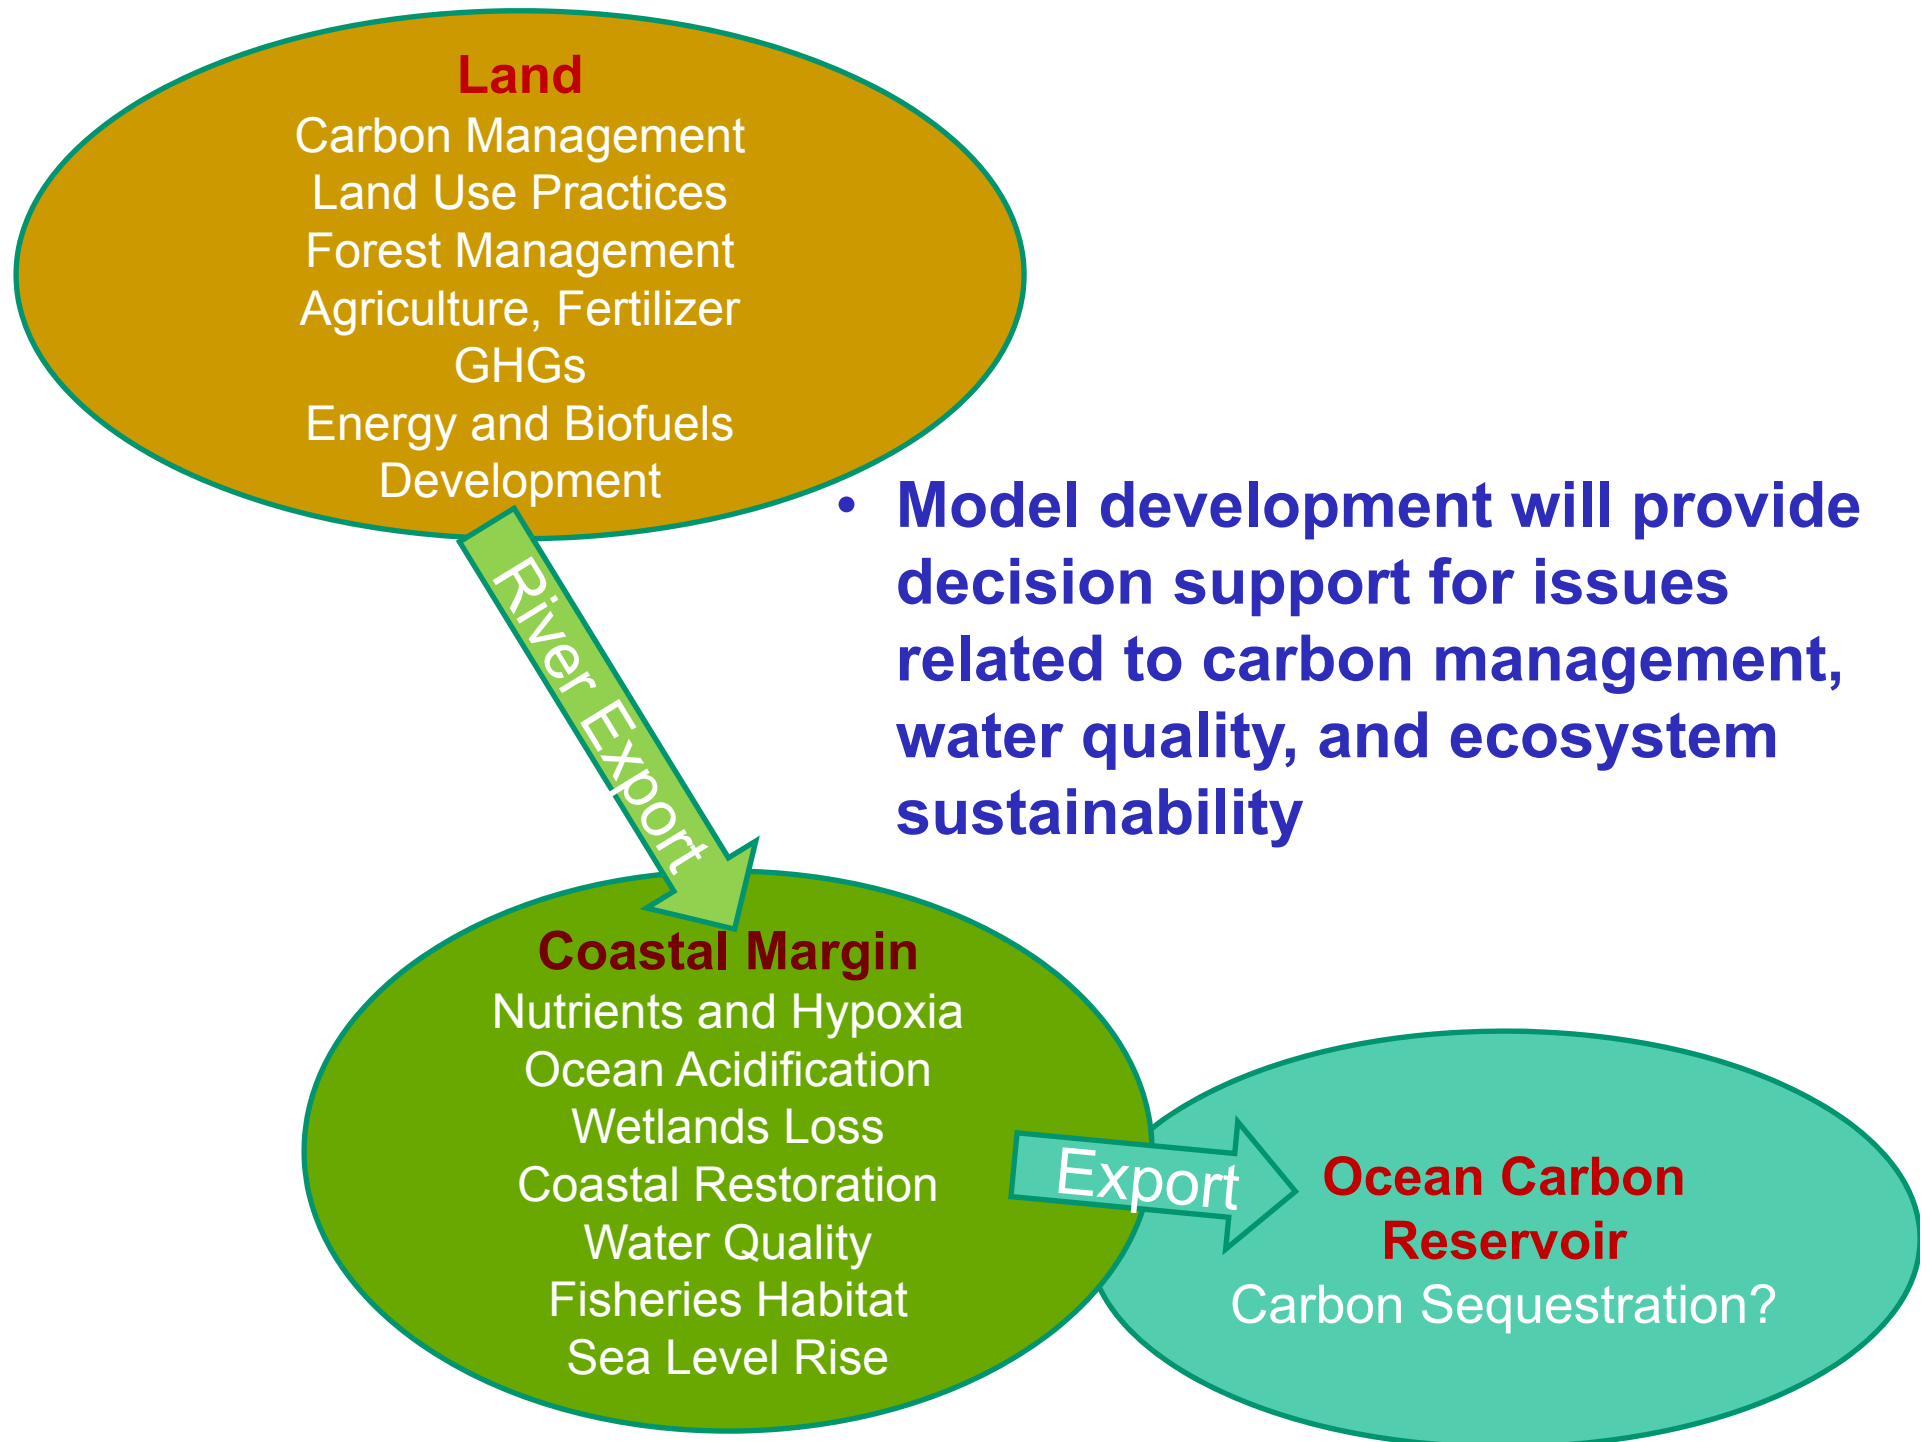 Land
Carbon Management
Land Use Practices
Forest Management
Agriculture, Fertilizer
GHGs
Energy and Biofuels
Development
• Model development will provide
decision support for issues
related to carbon management,
water quality, and ecosystem
sustainability
River Export
Coastal Margin
Nutrients and Hypoxia
Ocean Acidification
Wetlands Loss
Coastal Restoration
Water Quality
Fisheries Habitat
Sea Level Rise
Export
Ocean Carbon
Reservoir
Carbon Sequestration?